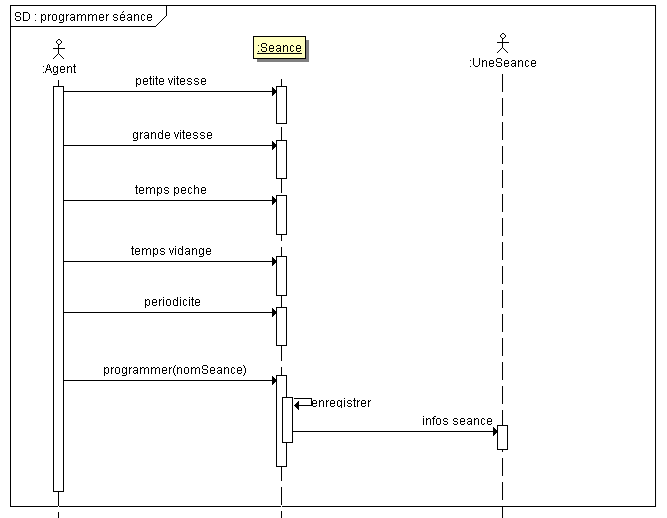 SD : programmer séance
:Agent
:Seance
:UneSeance
petite vitesse
grande vitesse
temps peche
temps vidange
periodicite
programmer(nomSeance)
enregistrer
infos seance